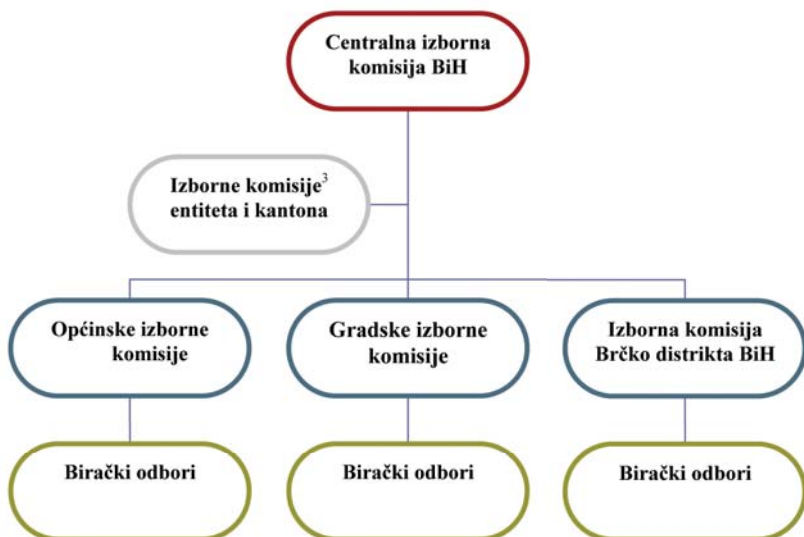 Centralna izborna
komisija BiH
Izborne komisije³
entiteta i kantona
Općinske izborne
komisije
Gradske izborne
komisije
Izborna komisija
Brčko distrikta BiH
Birački odbori
Birački odbori
Birački odbori